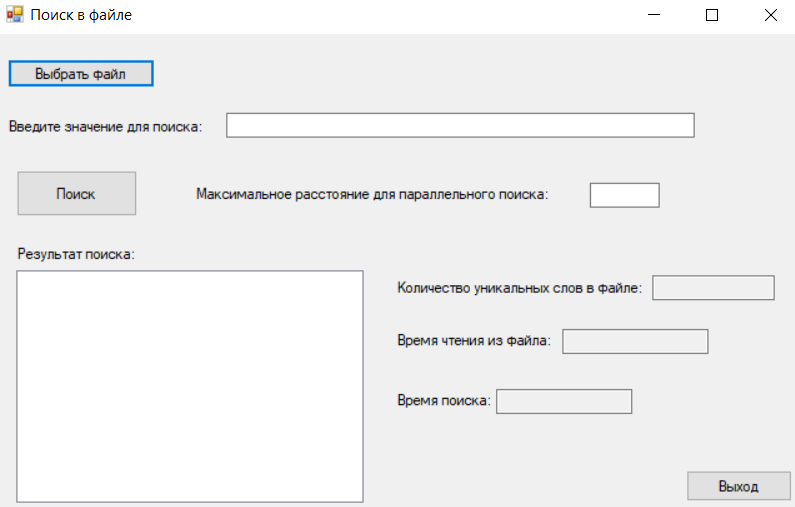 Поиск в файле
Выбрать файл
Введите значение для поиска:
Поиск
Максимальное расстояние для параллельного поиска:
Результат поиска:
Количество уникальных слов в файле:
Время чтения из файла:
Время поиска:
Выход